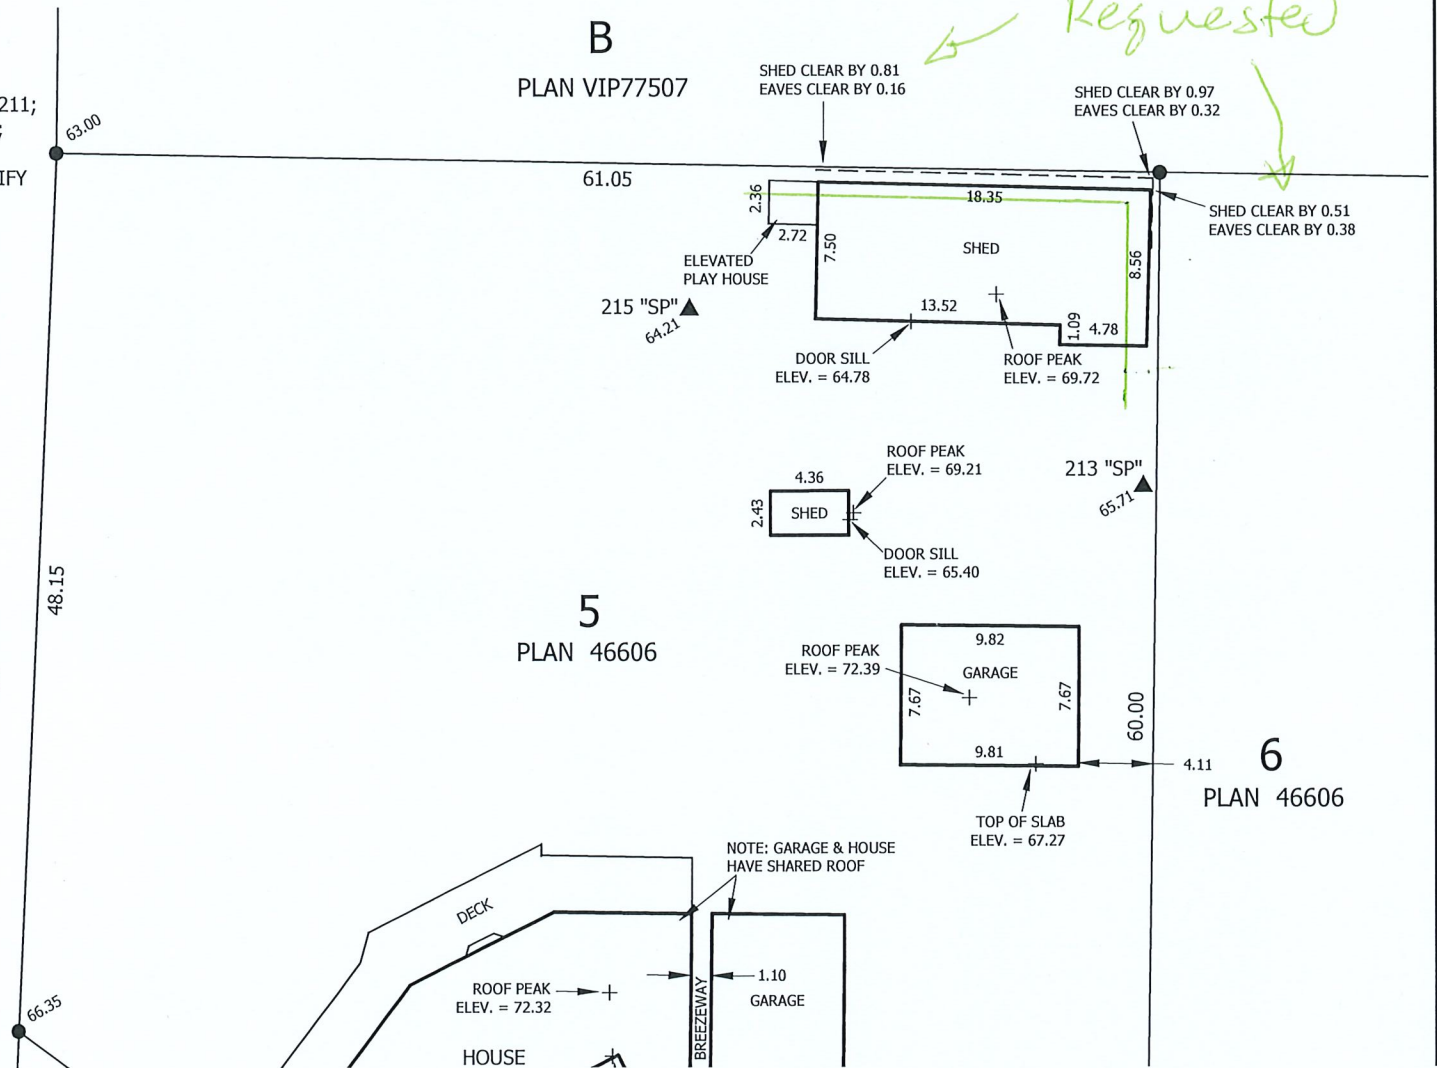 Requested
B
PLAN VIP77507
SHED CLEAR BY 0.81
EAVES CLEAR BY 0.16
SHED CLEAR BY 0.97
EAVES CLEAR BY 0.32
211;
;
IFY
63.00
61.05
2.36
2.72
18.35
SHED CLEAR BY 0.51
EAVES CLEAR BY 0.38
7.50
SHED
8.56
ELEVATED
PLAY HOUSE
215 "SP"
64.21
13.52
1.09
4.78
DOOR SILL
ELEV. = 64.78
ROOF PEAK
ELEV. = 69.72
ROOF PEAK
ELEV. = 69.21
213 "SP"
65.71
4.36
2.43
SHED
DOOR SILL
ELEV. = 65.40
48.15
5
PLAN 46606
ROOF PEAK
ELEV. = 72.39
9.82
GARAGE
7.67
7.67
9.81
60.00
4.11
6
PLAN 46606
TOP OF SLAB
ELEV. = 67.27
NOTE: GARAGE & HOUSE
HAVE SHARED ROOF
DECK
66.35
ROOF PEAK
ELEV. = 72.32
BREEZEWAY
1.10
GARAGE
HOUSE